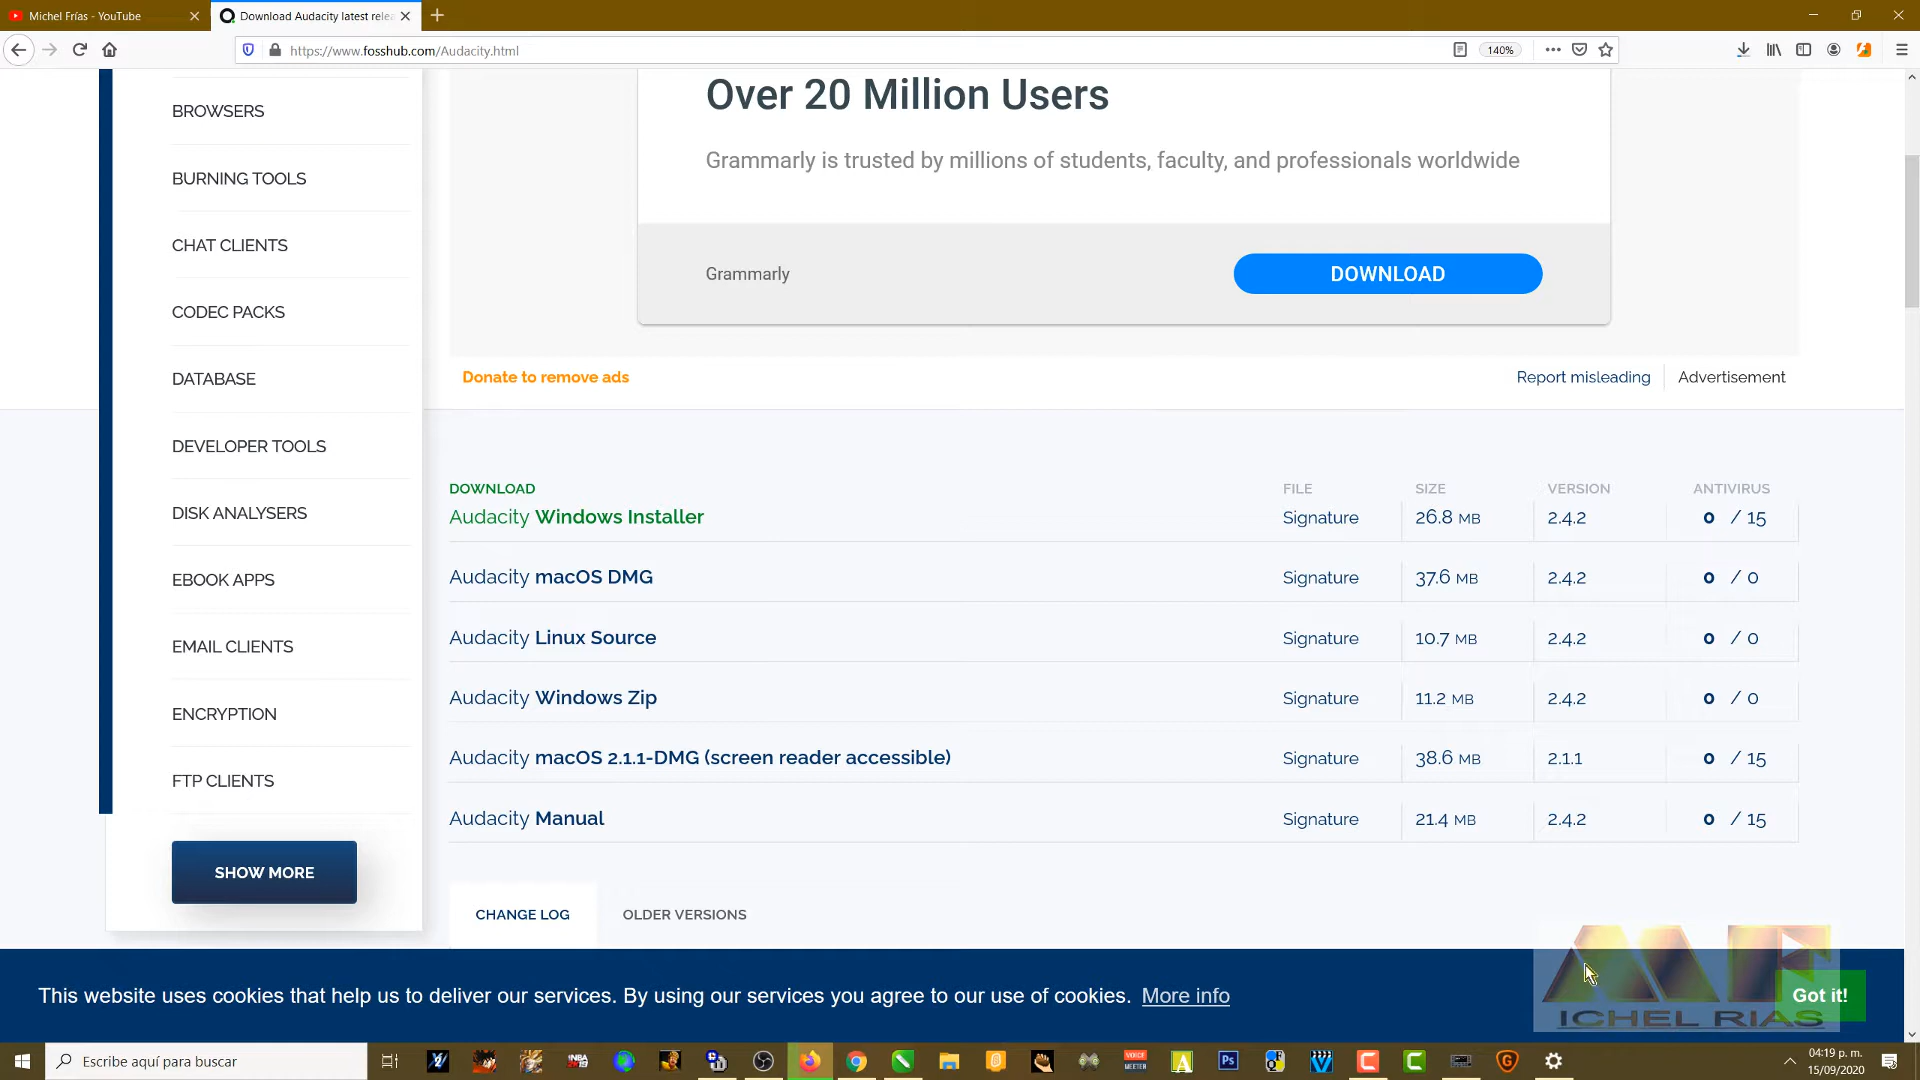 Michel Frías - YouTube
Download Audacity latest rele
https://www.fosshub.com/Audacity.html
140%
BROWSERS
BURNING TOOLS
CHAT CLIENTS
CODEC PACKS
DATABASE
DEVELOPER TOOLS
DISK ANALYSERS
EBOOK APPS
EMAIL CLIENTS
ENCRYPTION
FTP CLIENTS
SHOW MORE
Over 20 Million Users
Grammarly is trusted by millions of students, faculty, and professionals worldwide
Grammarly
DOWNLOAD
Donate to remove ads
Report misleading
Advertisement
DOWNLOAD FILE SIZE VERSION ANTIVIRUS
Audacity Windows Installer Signature 26.8 MB 2.4.2 0 / 15
Audacity macOS DMG Signature 37.6 MB 2.4.2 0 / 0
Audacity Linux Source Signature 10.7 MB 2.4.2 0 / 0
Audacity Windows Zip Signature 11.2 MB 2.4.2 0 / 0
Audacity macOS 2.1.1-DMG (screen reader accessible) Signature 38.6 MB 2.1.1 0 / 15
Audacity Manual Signature 21.4 MB 2.4.2 0 / 15
CHANGE LOG
OLDER VERSIONS
This website uses cookies that help us to deliver our services. By using our services you agree to our use of cookies. More info
Got it!
MF
ICHEL RIAS
Escribe aquí para buscar
04:19 p. m.
15/09/2020